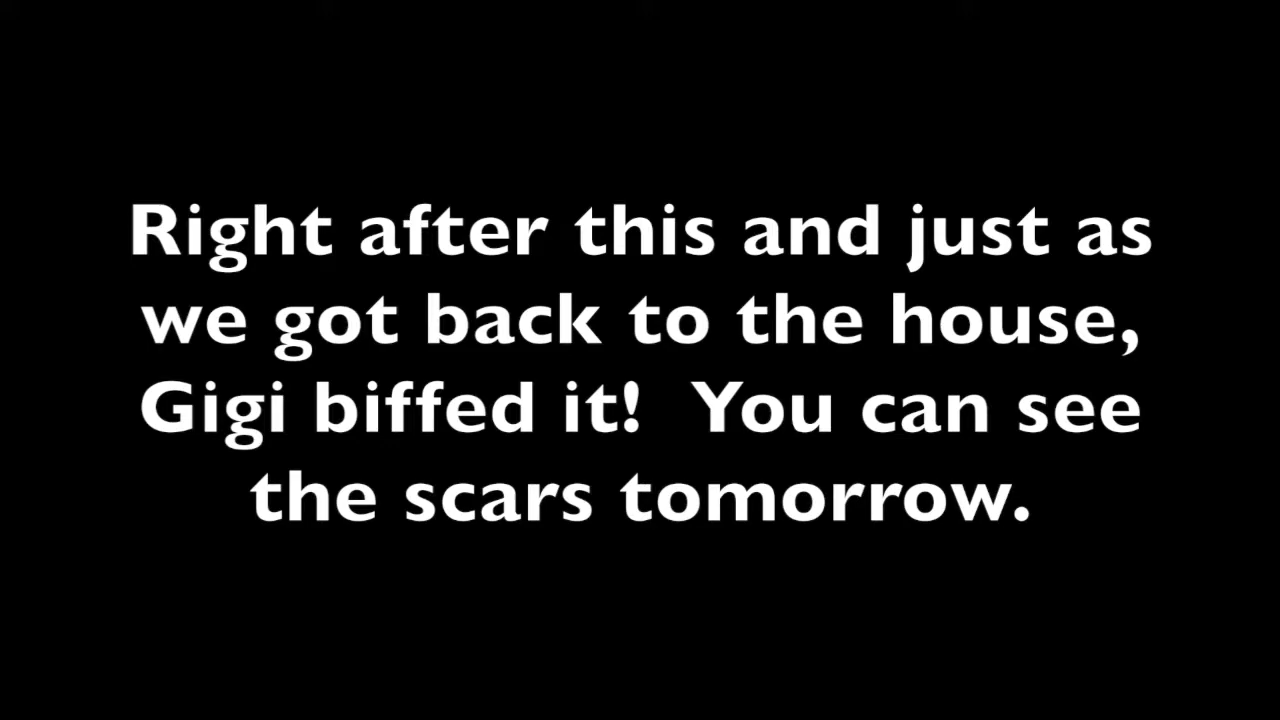 Right after this and just as
we got back to the house,
Gigi biffed it!  You can see
the scars tomorrow.